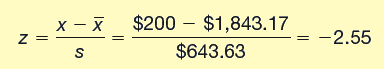 z = x − x̄ / s = $200 − $1,843.17 / $643.63 = −2.55